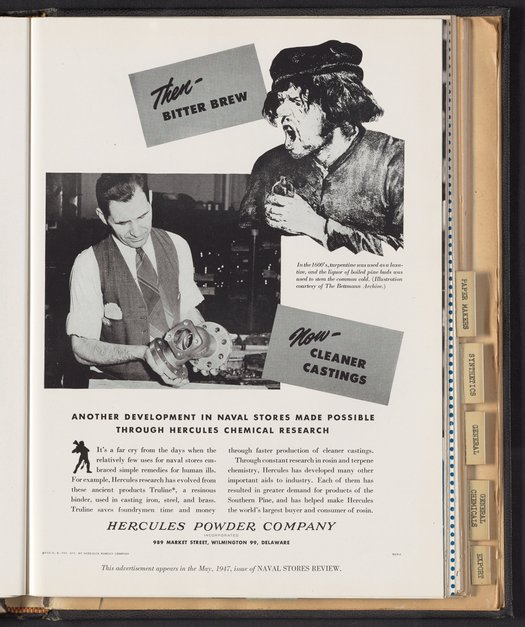 Then-
BITTER BREW
In the 1600's, turpentine was used as a laxa-
tive, and the liquor of boiled pine buds was
used to stem the common cold. (Illustration
courtesy of The Bettmann Archive.)
Now-
CLEANER
CASTINGS
ANOTHER DEVELOPMENT IN NAVAL STORES MADE POSSIBLE
THROUGH HERCULES CHEMICAL RESEARCH
It's a far cry from the days when the
relatively few uses for naval stores em-
braced simple remedies for human ills.
For example, Hercules research has evolved from
these ancient products Truline*, a resinous
binder, used in casting iron, steel, and brass.
Truline saves foundrymen time and money
through faster production of cleaner castings.
Through constant research in rosin and terpene
chemistry, Hercules has developed many other
important aids to industry. Each of them has
resulted in greater demand for products of the
Southern Pine, and has helped make Hercules
the world's largest buyer and consumer of rosin.
HERCULES POWDER COMPANY
INCORPORATED
989 MARKET STREET, WILMINGTON 99, DELAWARE
This advertisement appears in the May, 1947, issue of NAVAL STORES REVIEW.
PAPER MAKERS
SYNTHETICS
GENERAL
GENERAL
CHEMICALS
EXPORT